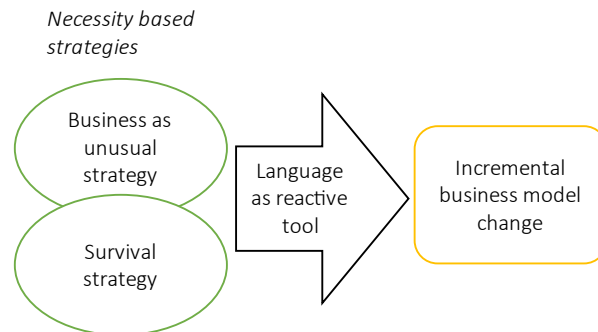 Necessity based
strategies
Business as
unusual
strategy
Survival
strategy
Language
as reactive
tool
Incremental
business model
change